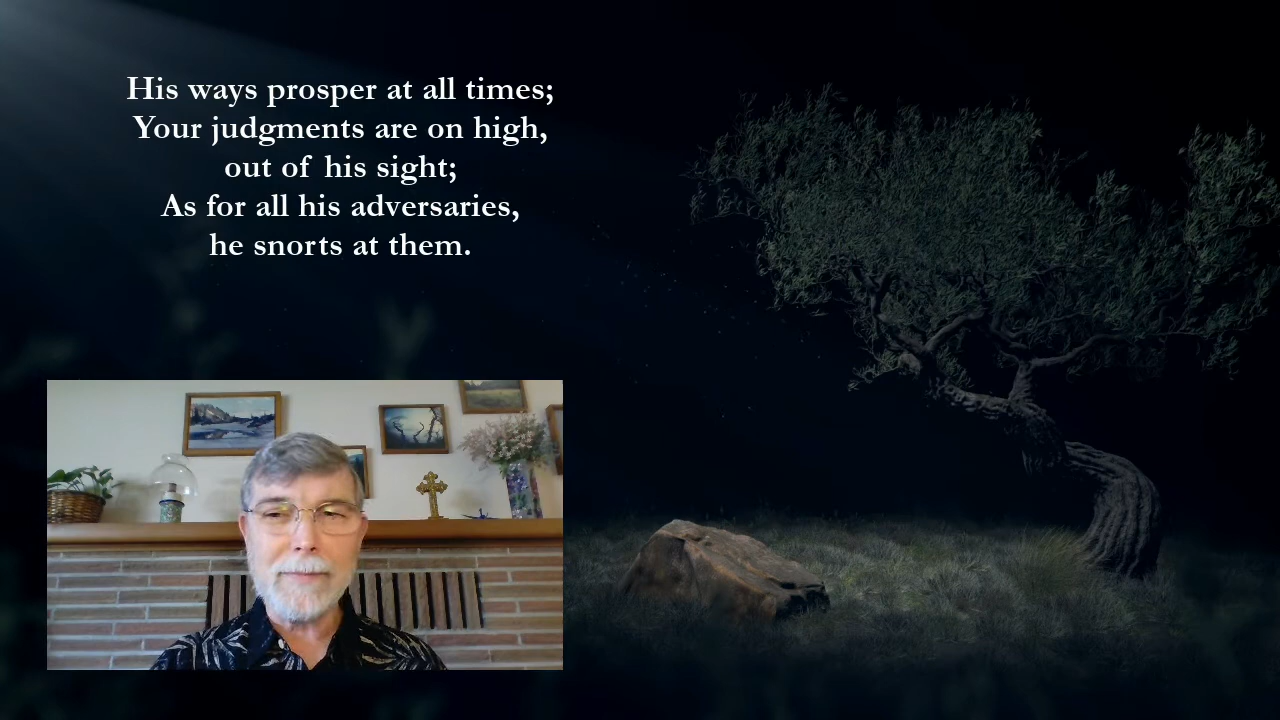 His ways prosper at all times;
Your judgments are on high,
out of his sight;
As for all his adversaries,
he snorts at them.